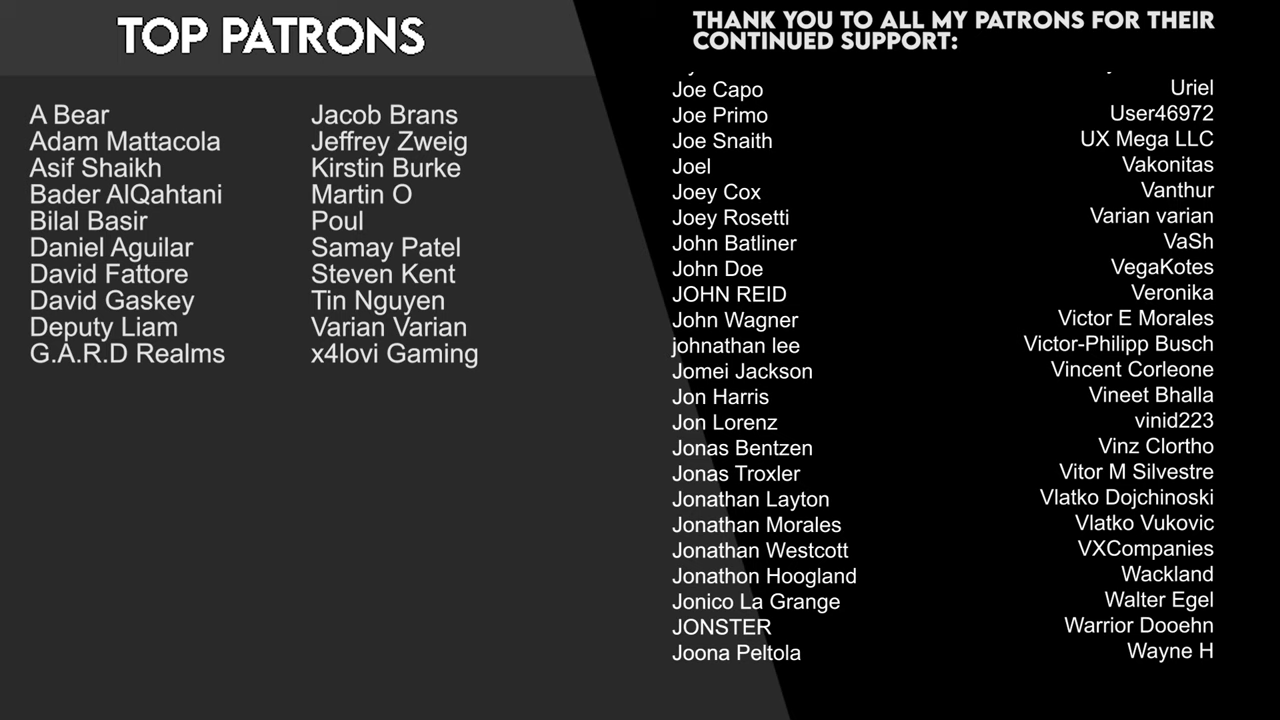 TOP PATRONS
A Bear
Adam Mattacola
Asif Shaikh
Bader AlQahtani
Bilal Basir
Daniel Aguilar
David Fattore
David Gaskey
Deputy Liam
G.A.R.D Realms
Jacob Brans
Jeffrey Zweig
Kirstin Burke
Martin O
Poul
Samay Patel
Steven Kent
Tin Nguyen
Varian Varian
x4lovi Gaming
THANK YOU TO ALL MY PATRONS FOR THEIR
CONTINUED SUPPORT:
Joe Capo
Joe Primo
Joe Snaith
Joel
Joey Cox
Joey Rosetti
John Batliner
John Doe
JOHN REID
John Wagner
johnathan lee
Jomei Jackson
Jon Harris
Jon Lorenz
Jonas Bentzen
Jonas Troxler
Jonathan Layton
Jonathan Morales
Jonathan Westcott
Jonathon Hoogland
Jonico La Grange
JONSTER
Joona Peltola
Uriel
User46972
UX Mega LLC
Vakonitas
Vanthur
Varian varian
VaSh
VegaKotes
Veronika
Victor E Morales
Victor-Philipp Busch
Vincent Corleone
Vineet Bhalla
vinid223
Vinz Clortho
Vitor M Silvestre
Vlatko Dojchinoski
Vlatko Vukovic
VXCompanies
Wackland
Walter Egel
Warrior Dooehn
Wayne H